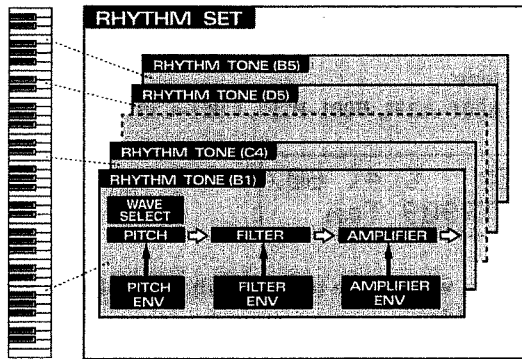 RHYTHM SET
RHYTHM TONE (B5)
RHYTHM TONE (D5)
RHYTHM TONE (C4)
RHYTHM TONE (B1)
WAVE
SELECT
PITCH
FILTER
AMPLIFIER
PITCH
ENV
FILTER
ENV
AMPLIFIER
ENV